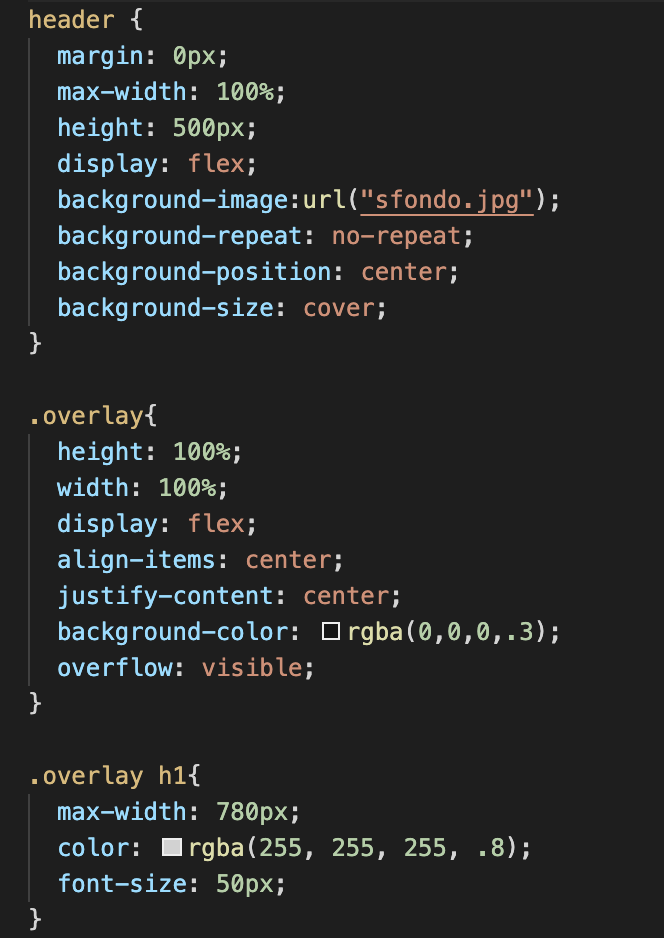 header {
margin: 0px;
max-width: 100%;
height: 500px;
display: flex;
background-image:url("sfondo.jpg");
background-repeat: no-repeat;
background-position: center;
background-size: cover;
}
.overlay{
height: 100%;
width: 100%;
display: flex;
align-items: center;
justify-content: center;
background-color: rgba(0,0,0,.3);
overflow: visible;
}
.overlay h1{
max-width: 780px;
color: rgba(255, 255, 255, .8);
font-size: 50px;
}